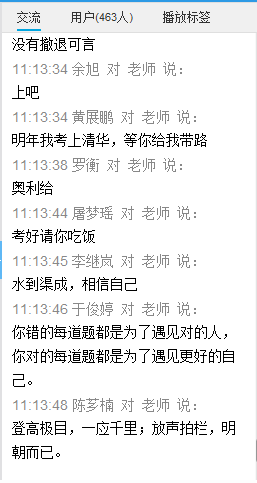 交流 用户(463人) 播放标签
没有撤退可言
11:13:34 余旭 对 老师 说：
上吧
11:13:34 黄展鹏 对 老师 说：
明年我考上清华，等你给我带路
11:13:38 罗衡 对 老师 说：
奥利给
11:13:44 屠梦瑶 对 老师 说：
考好请你吃饭
11:13:45 李继岚 对 老师 说：
水到渠成，相信自己
11:13:46 于俊婷 对 老师 说：
你错的每道题都是为了遇见对的人，
你对的每道题都是为了遇见更好的自
己。
11:13:48 陈芗楠 对 老师 说：
登高极目，一应千里；放声拍栏，明
朝而已。